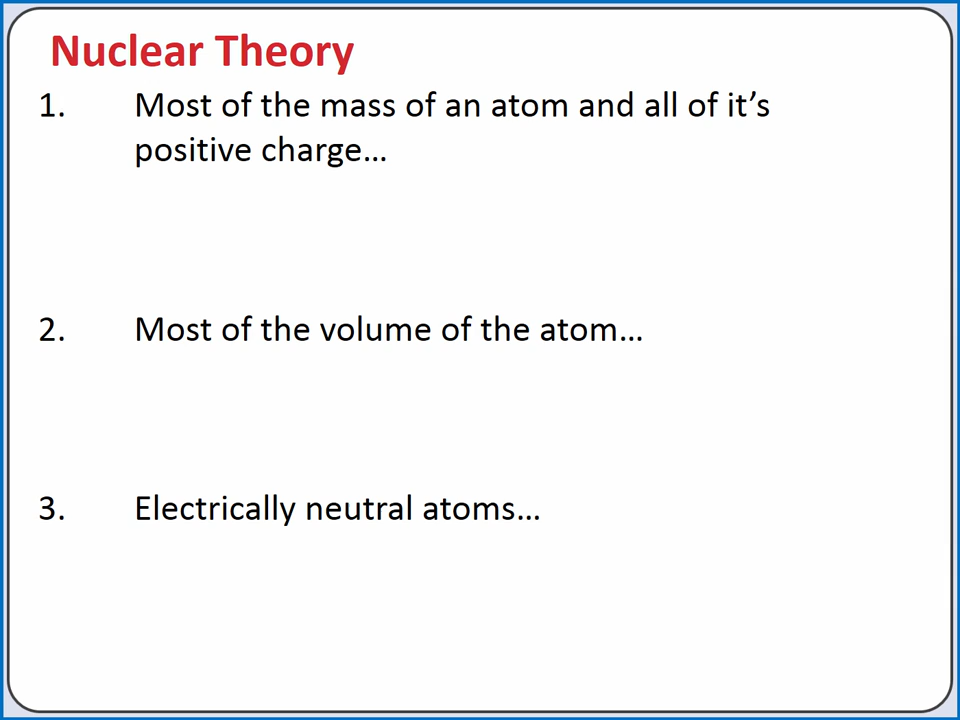 Nuclear Theory
1. Most of the mass of an atom and all of it’s
positive charge…
2. Most of the volume of the atom…
3. Electrically neutral atoms…